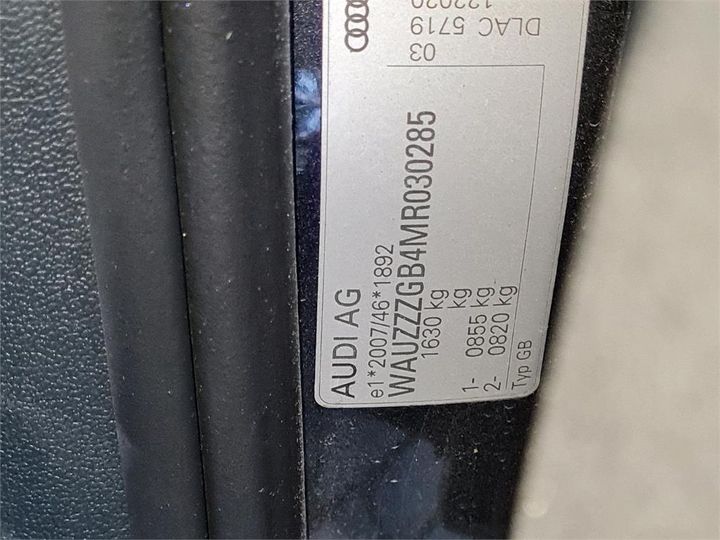 AUDI AG
e1*2007/46*1892
WAUZZZGB4MR030285
1630 kg
kg
1- 0855 kg
2- 0820 kg
Typ GB
03
DLAC 5719